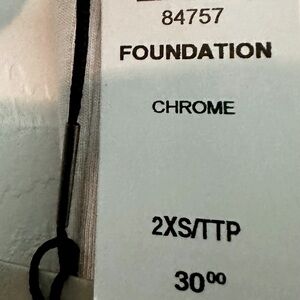 84757
FOUNDATION
CHROME
2XS/TTP
30⁰⁰